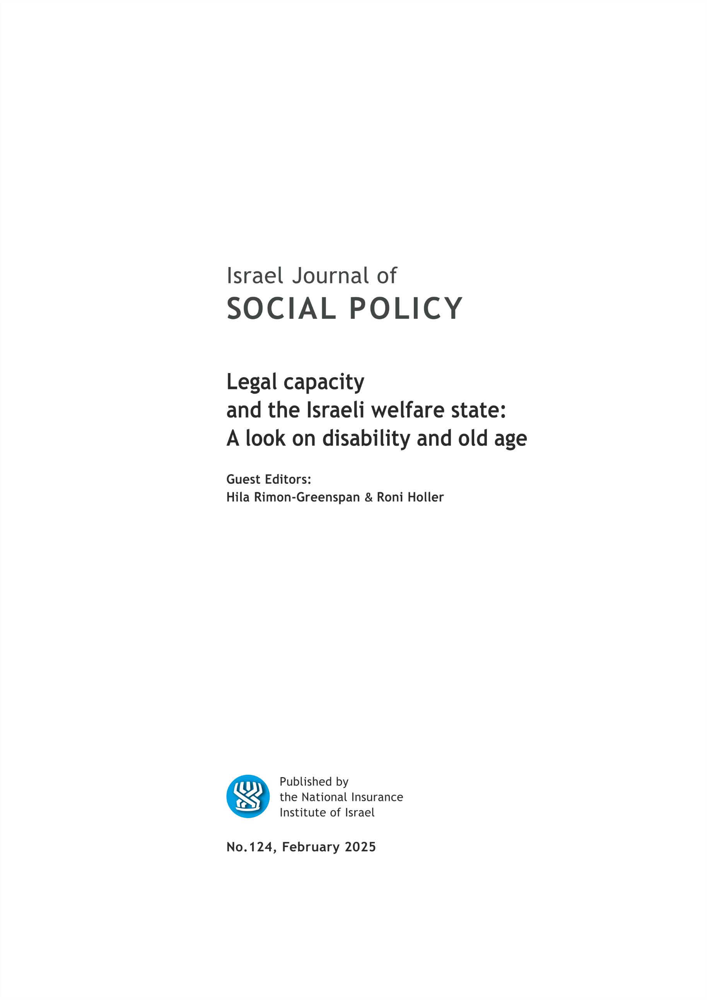 Israel Journal of
SOCIAL POLICY
Legal capacity
and the Israeli welfare state:
A look on disability and old age
Guest Editors:
Hila Rimon-Greenspan & Roni Holler
Published by
the National Insurance
Institute of Israel
No.124, February 2025